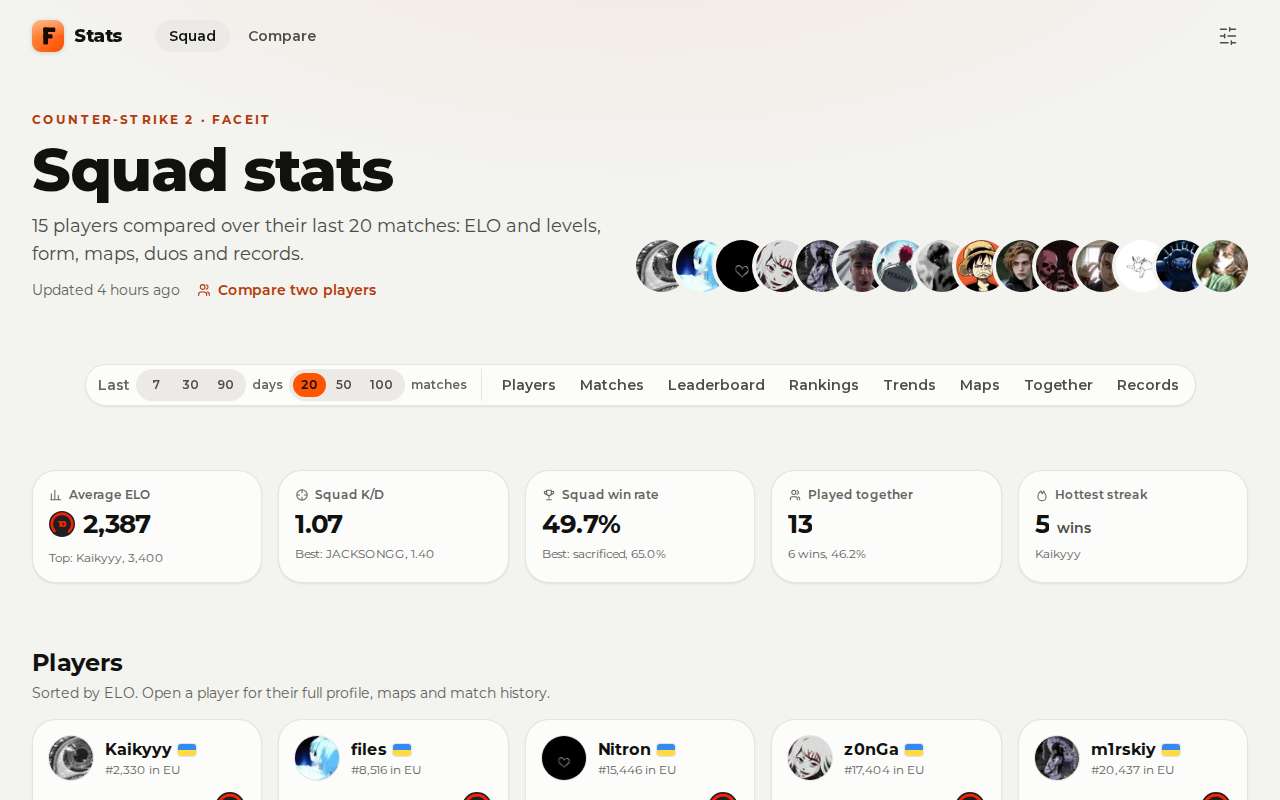 F Stats Squad Compare
COUNTER-STRIKE 2 · FACEIT
Squad stats
15 players compared over their last 20 matches: ELO and levels,
form, maps, duos and records.
Updated 4 hours ago Compare two players
Last 7 30 90 days 20 50 100 matches Players Matches Leaderboard Rankings Trends Maps Together Records
Average ELO
10 2,387
Top: Kaikyyy, 3,400
Squad K/D
1.07
Best: JACKSONGG, 1.40
Squad win rate
49.7%
Best: sacrificed, 65.0%
Played together
13
6 wins, 46.2%
Hottest streak
5 wins
Kaikyyy
Players
Sorted by ELO. Open a player for their full profile, maps and match history.
Kaikyyy
#2,330 in EU
files
#8,516 in EU
Nitron
#15,446 in EU
z0nGa
#17,404 in EU
m1rskiy
#20,437 in EU